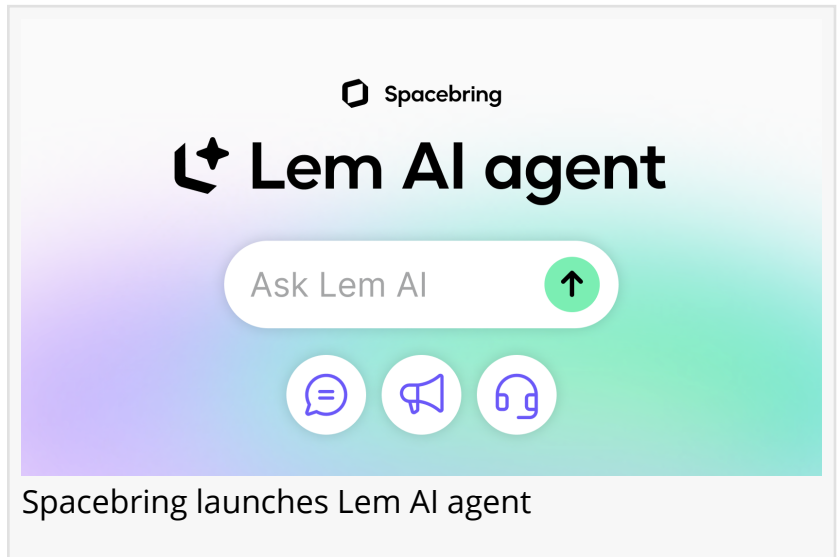 Spacebring
Lem AI agent
Ask Lem AI
Spacebring launches Lem AI agent